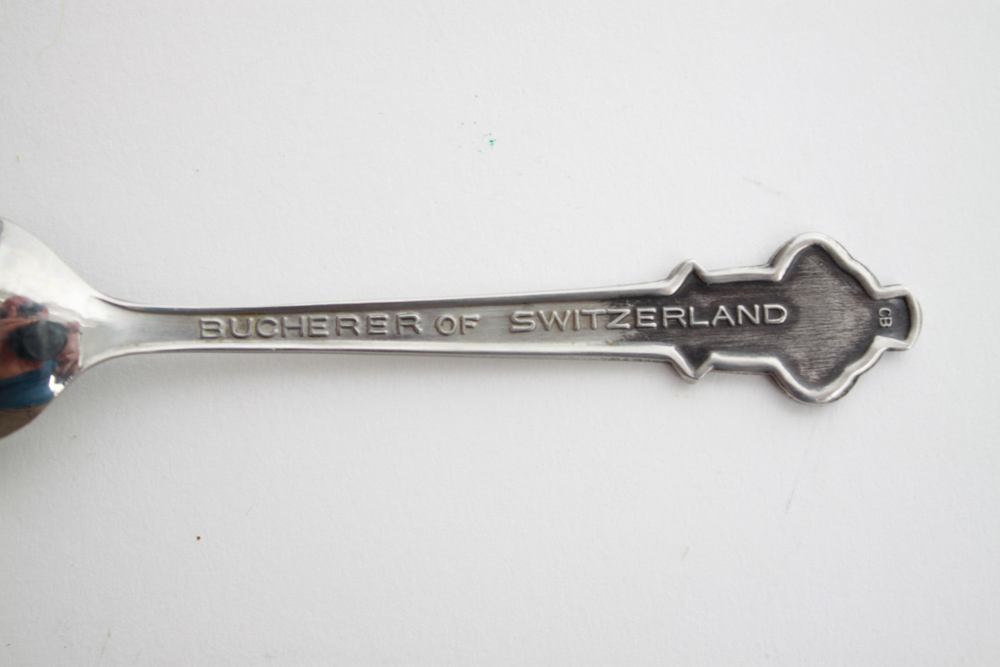 BUCHERER OF SWITZERLAND
CB